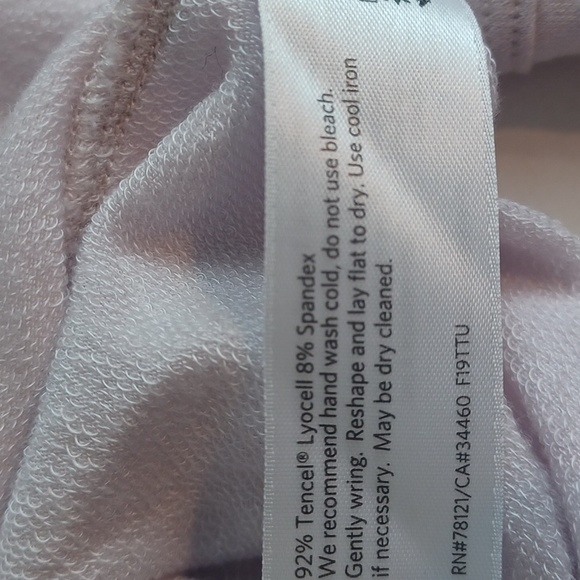 92% Tencel® Lyocell 8% Spandex
We recommend hand wash cold, do not use bleach.
Gently wring. Reshape and lay flat to dry. Use cool iron
if necessary. May be dry cleaned.
RN#78121/CA#34460 F19TTU